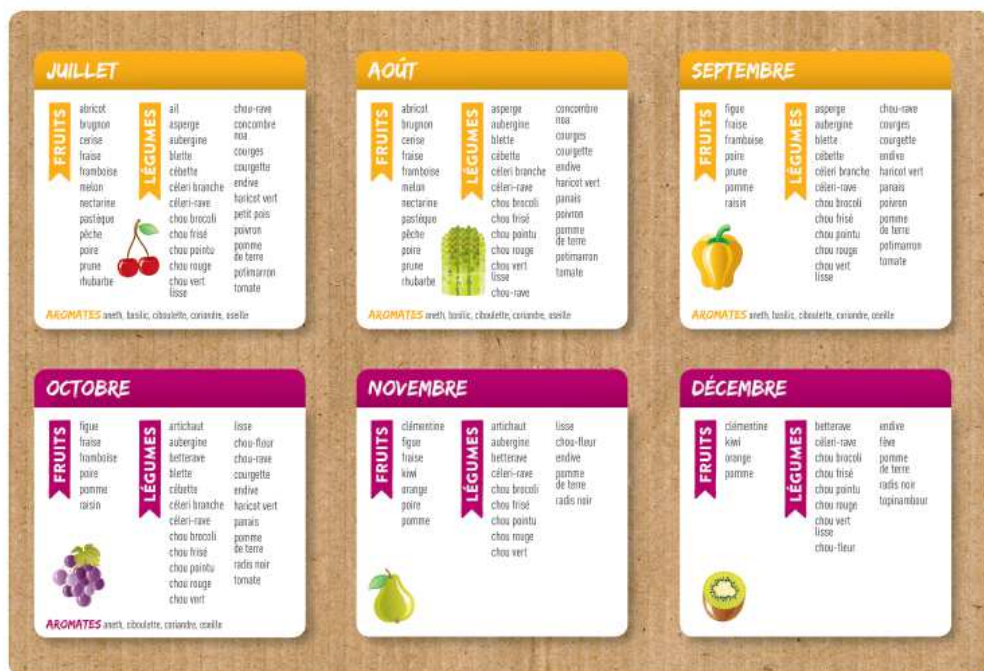 JUILLET
FRUITS
abricot
brugnon
cerise
fraise
framboise
melon
nectarine
pastèque
pêche
poire
prune
rhubarbe
LÉGUMES
ail
asperge
aubergine
blette
cébette
céleri branche
céleri-rave
chou brocoli
chou frisé
chou pointu
chou rouge
chou vert
lisse
chou-rave
concombre
noa
courges
courgette
endive
haricot vert
petit pois
poivron
pomme
de terre
potimarron
tomate
AROMATES aneth, basilic, ciboulette, coriandre, oseille
AOÛT
FRUITS
abricot
brugnon
cerise
fraise
framboise
melon
nectarine
pastèque
pêche
poire
prune
rhubarbe
LÉGUMES
asperge
aubergine
blette
cébette
céleri branche
céleri-rave
chou brocoli
chou frisé
chou pointu
chou rouge
chou vert
lisse
chou-rave
concombre
noa
courges
courgette
endive
haricot vert
panais
poivron
pomme
de terre
potimarron
tomate
AROMATES aneth, basilic, ciboulette, coriandre, oseille
SEPTEMBRE
FRUITS
figue
fraise
framboise
poire
prune
pomme
raisin
LÉGUMES
asperge
aubergine
blette
cébette
céleri branche
céleri-rave
chou brocoli
chou frisé
chou pointu
chou rouge
chou vert
lisse
chou-rave
courges
courgette
endive
haricot vert
panais
poivron
pomme
de terre
potimarron
tomate
AROMATES aneth, basilic, ciboulette, coriandre, oseille
OCTOBRE
FRUITS
figue
fraise
framboise
poire
pomme
raisin
LÉGUMES
artichaut
aubergine
betterave
blette
cébette
céleri branche
céleri-rave
chou brocoli
chou frisé
chou pointu
chou rouge
chou vert
lisse
chou-fleur
chou-rave
courgette
endive
haricot vert
panais
pomme
de terre
radis noir
tomate
AROMATES aneth, ciboulette, coriandre, oseille
NOVEMBRE
FRUITS
clémentine
figue
fraise
kiwi
orange
poire
pomme
LÉGUMES
artichaut
aubergine
betterave
céleri-rave
chou brocoli
chou frisé
chou pointu
chou rouge
chou vert
lisse
chou-fleur
endive
pomme
de terre
radis noir
DÉCEMBRE
FRUITS
clémentine
kiwi
orange
pomme
LÉGUMES
betterave
céleri-rave
chou brocoli
chou frisé
chou pointu
chou rouge
chou vert
lisse
chou-fleur
endive
fève
pomme
de terre
radis noir
topinambour